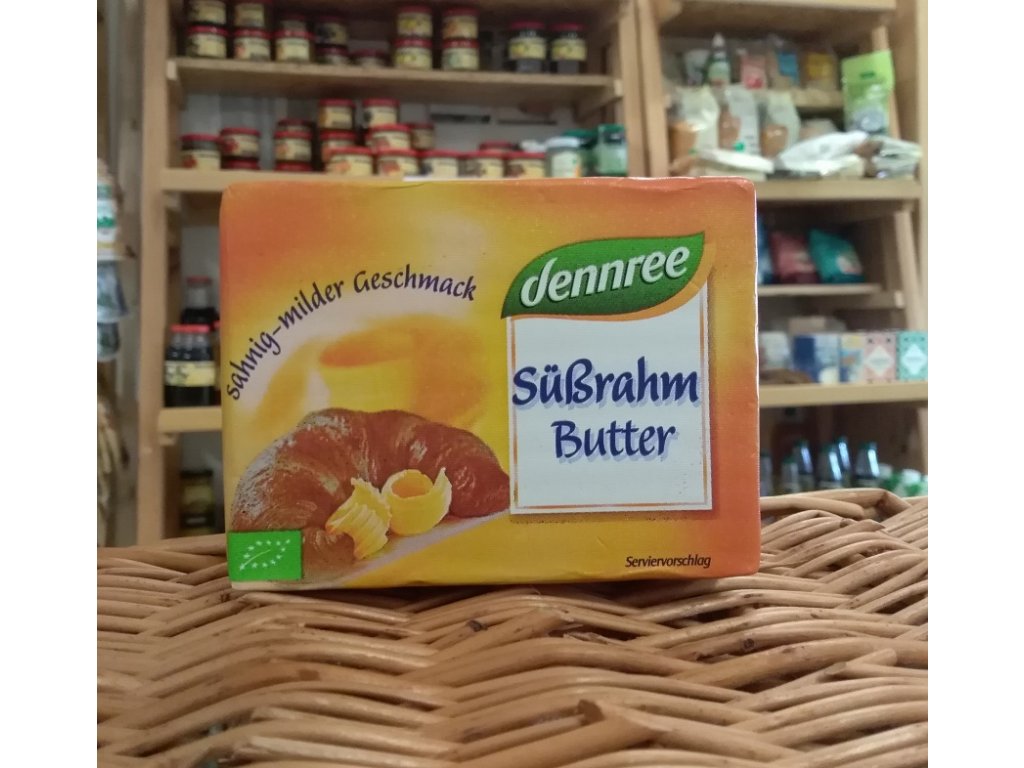 sahnig-milder Geschmack
dennree
Süßrahm
Butter
Serviervorschlag